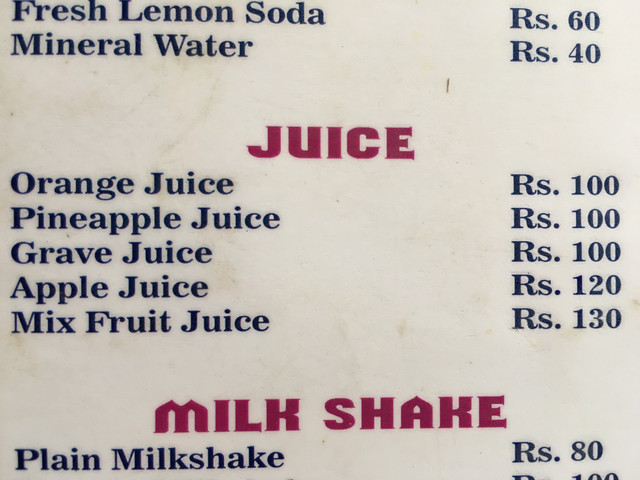 Fresh Lemon Soda Rs. 60
Mineral Water Rs. 40
JUICE
Orange Juice Rs. 100
Pineapple Juice Rs. 100
Grave Juice Rs. 100
Apple Juice Rs. 120
Mix Fruit Juice Rs. 130
MILK SHAKE
Plain Milkshake Rs. 80